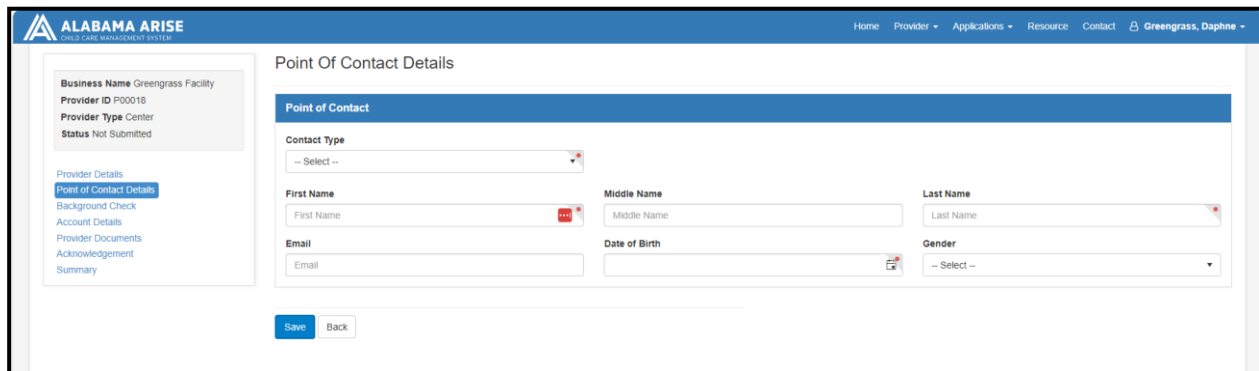 ALABAMA ARISE
CHILD CARE MANAGEMENT SYSTEM
Home Provider Applications Resource Contact Greengrass, Daphne
Business Name Greengrass Facility
Provider ID P00018
Provider Type Center
Status Not Submitted
Provider Details
Point of Contact Details
Background Check
Account Details
Provider Documents
Acknowledgement
Summary
Point Of Contact Details
Point of Contact
Contact Type
-- Select --
First Name Middle Name Last Name
First Name Middle Name Last Name
Email Date of Birth Gender
Email -- Select --
Save Back